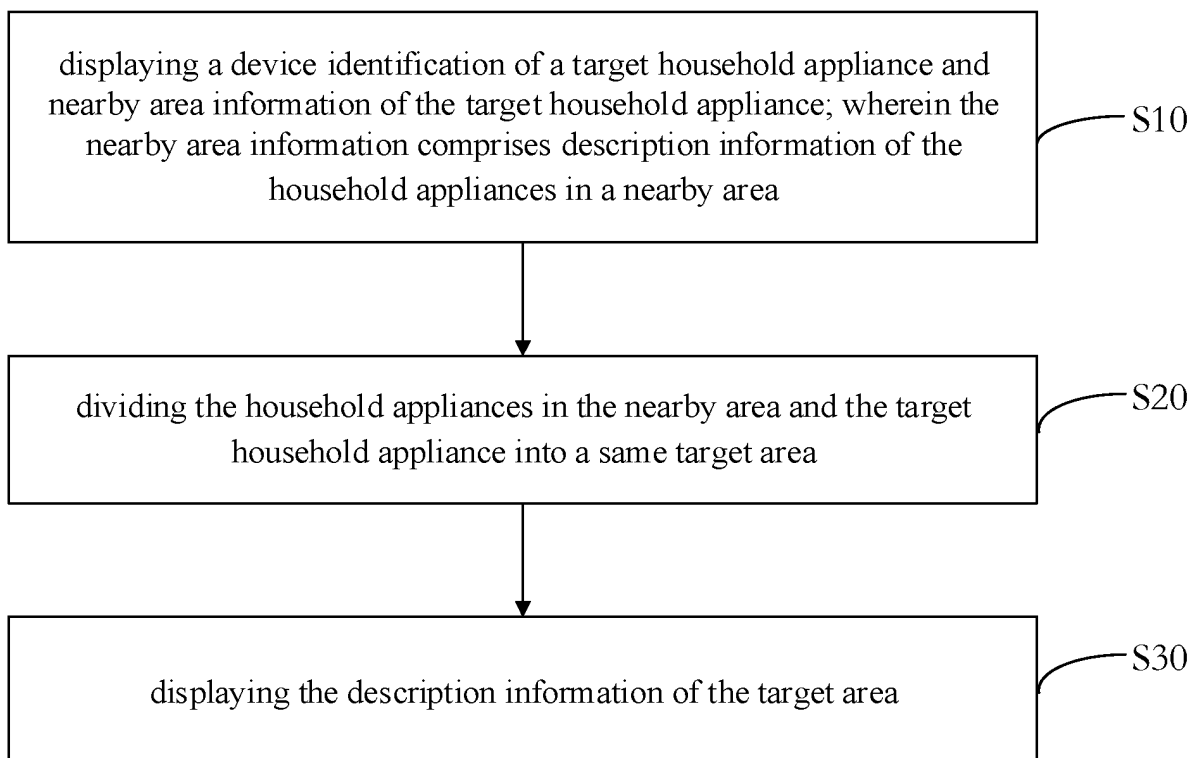 displaying a device identification of a target household appliance and
nearby area information of the target household appliance; wherein the
nearby area information comprises description information of the
household appliances in a nearby area
S10
dividing the household appliances in the nearby area and the target
household appliance into a same target area
S20
displaying the description information of the target area
S30